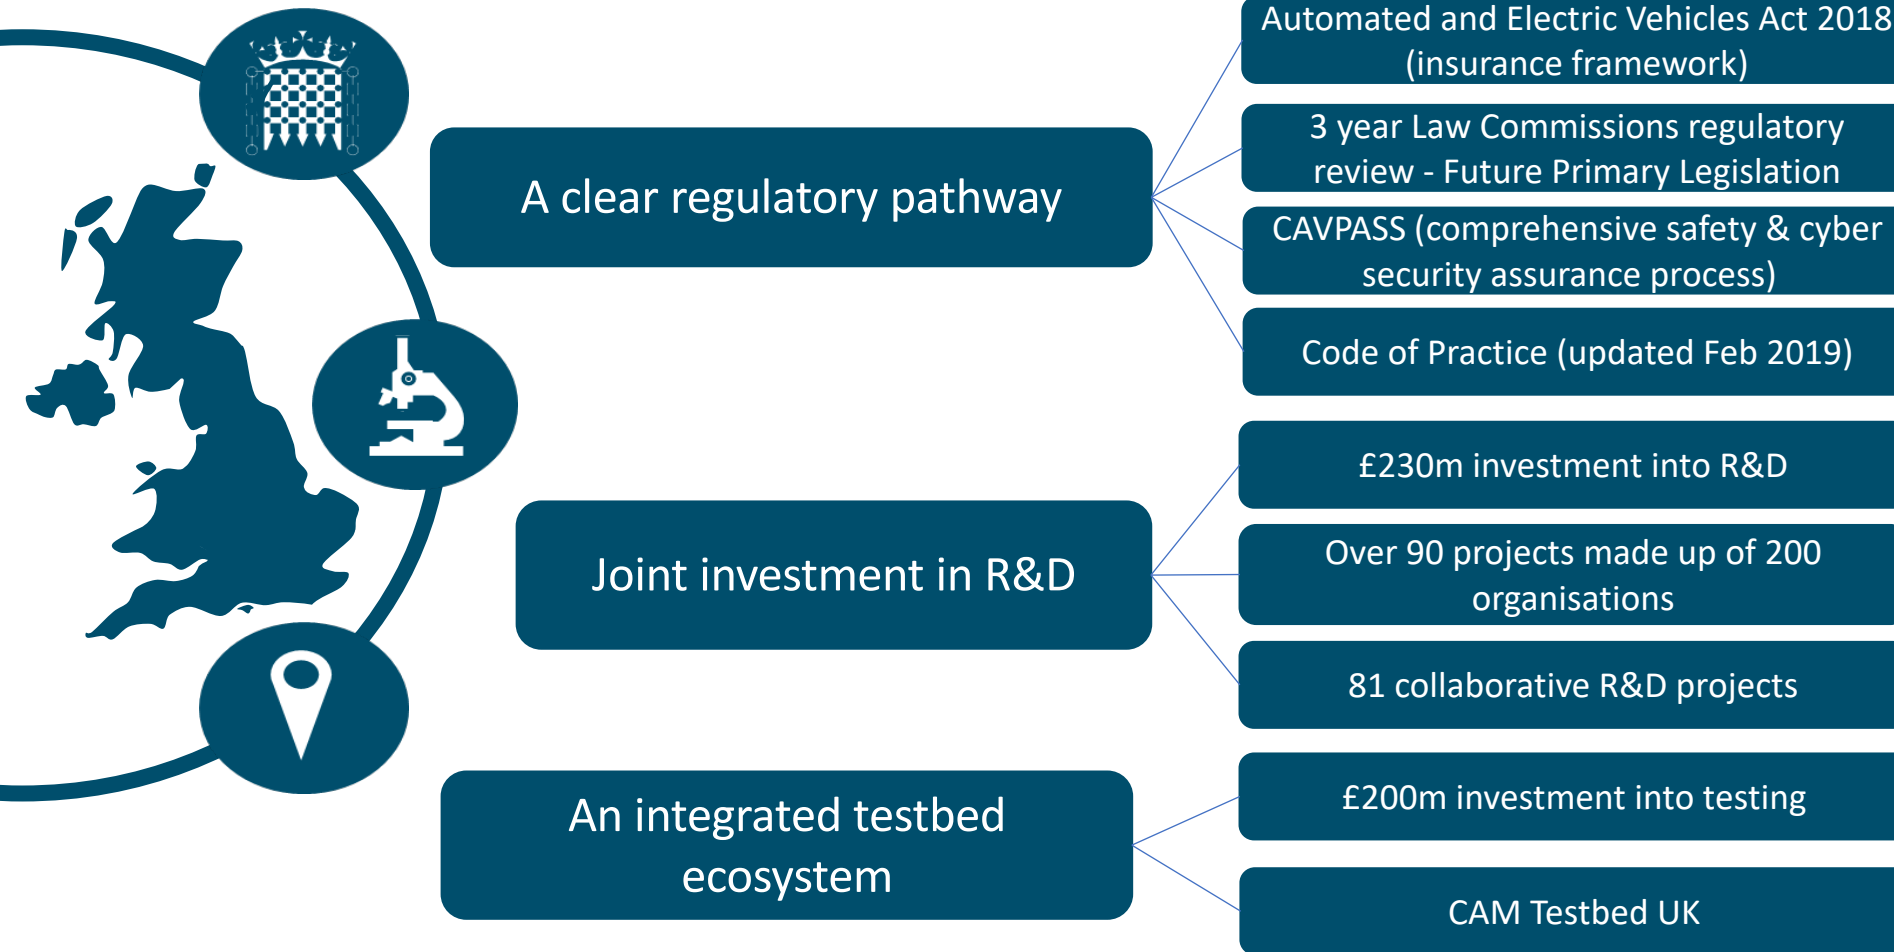 A clear regulatory pathway
Automated and Electric Vehicles Act 2018
(insurance framework)
3 year Law Commissions regulatory
review - Future Primary Legislation
CAVPASS (comprehensive safety & cyber
security assurance process)
Code of Practice (updated Feb 2019)
Joint investment in R&D
£230m investment into R&D
Over 90 projects made up of 200
organisations
81 collaborative R&D projects
An integrated testbed
ecosystem
£200m investment into testing
CAM Testbed UK